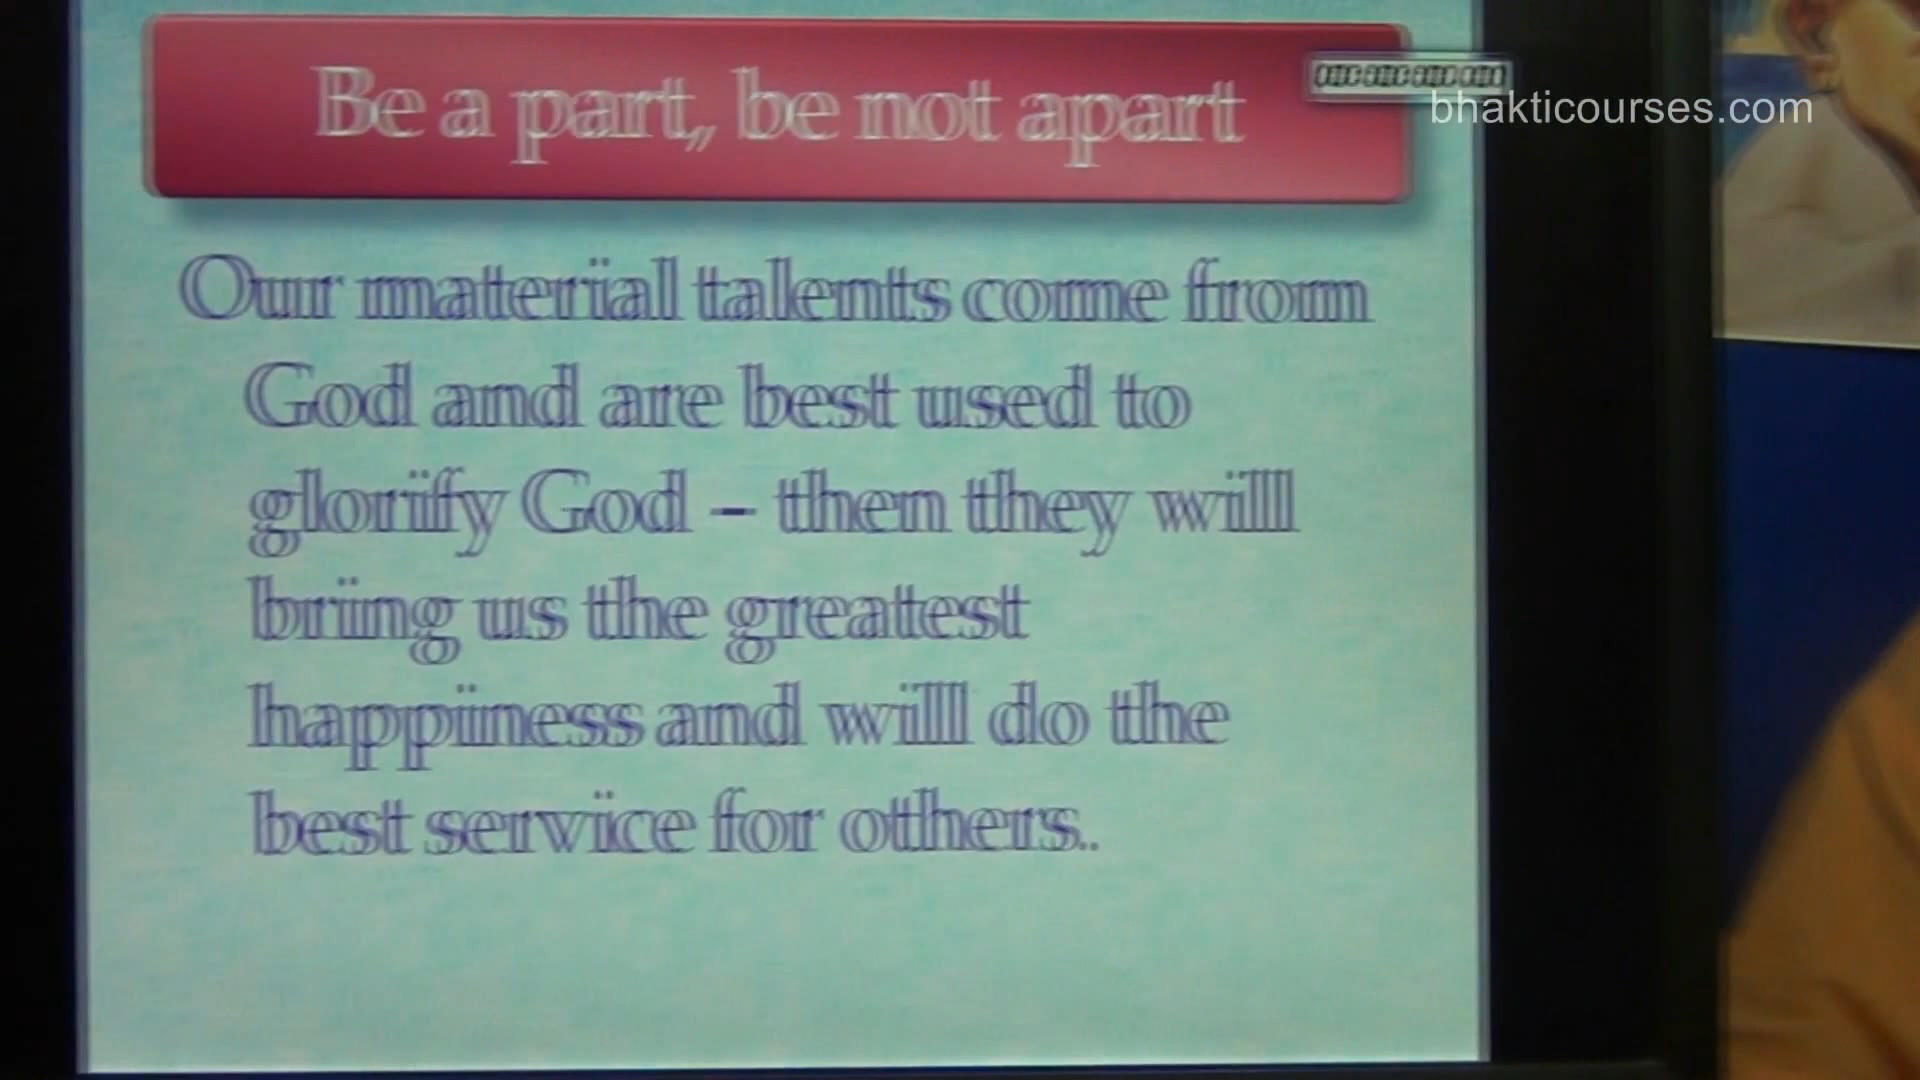 Be a part, be not apart
bhakticourses.com
Our material talents come from
God and are best used to
glorify God – then they will
bring us the greatest
happiness and will do the
best service for others.